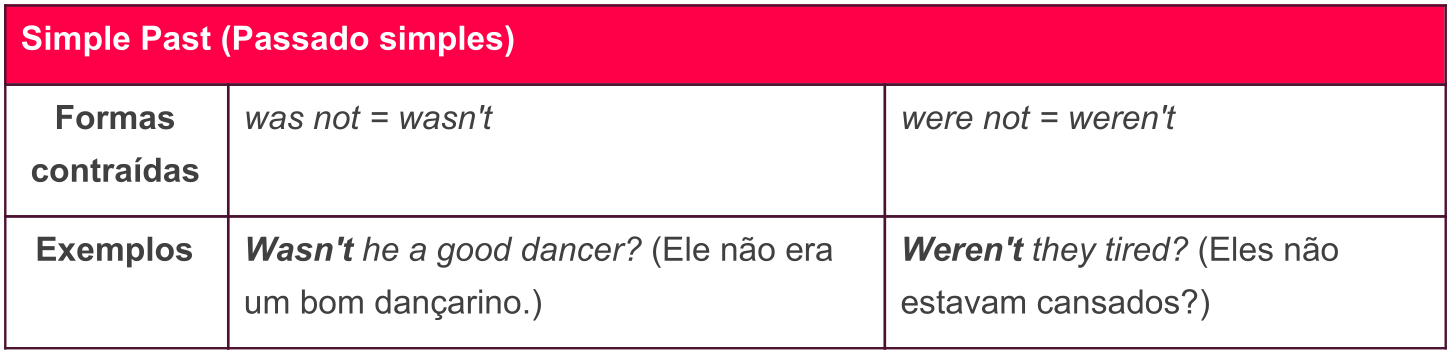 Simple Past (Passado simples)
Formas
contraídas
was not = wasn't
were not = weren't
Exemplos
Wasn't he a good dancer? (Ele não era
um bom dançarino.)
Weren't they tired? (Eles não
estavam cansados?)